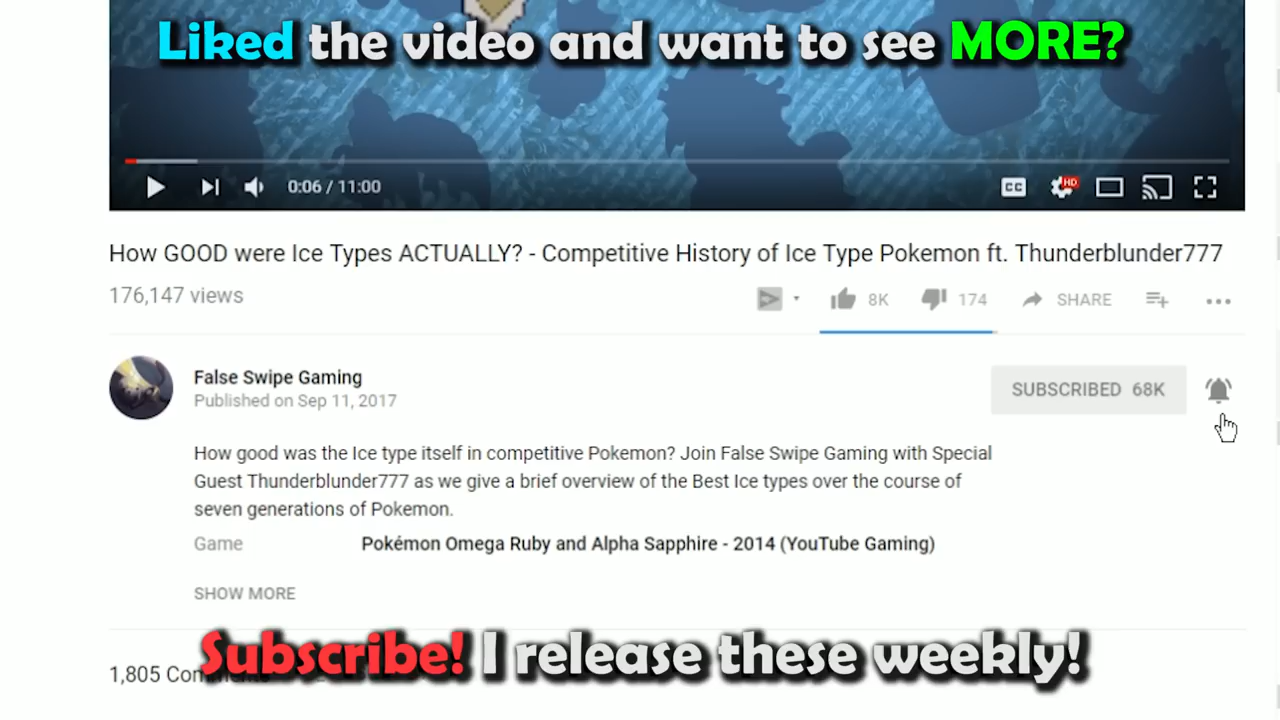 Liked the video and want to see MORE?
0:06 / 11:00
CC
HD
How GOOD were Ice Types ACTUALLY? - Competitive History of Ice Type Pokemon ft. Thunderblunder777
176,147 views
8K 174 SHARE
False Swipe Gaming
Published on Sep 11, 2017
SUBSCRIBED 68K
How good was the Ice type itself in competitive Pokemon? Join False Swipe Gaming with Special
Guest Thunderblunder777 as we give a brief overview of the Best Ice types over the course of
seven generations of Pokemon.
Game Pokémon Omega Ruby and Alpha Sapphire - 2014 (YouTube Gaming)
SHOW MORE
Subscribe! I release these weekly!
1,805 Comments